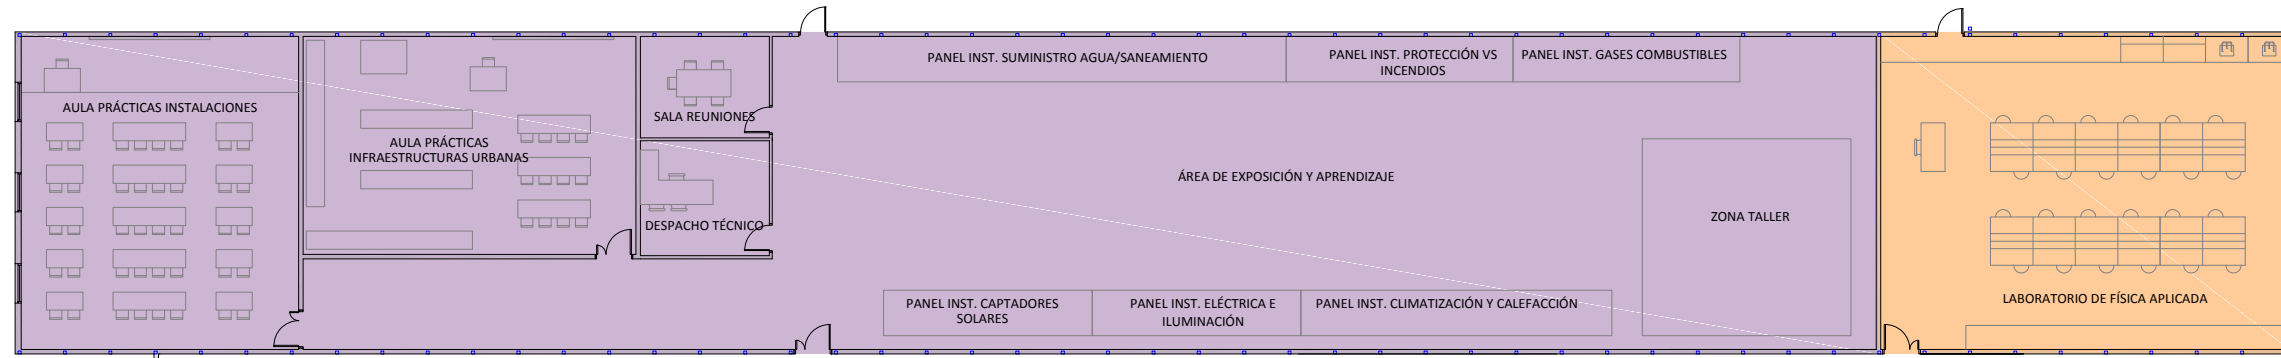 PANEL INST. SUMINISTRO AGUA/SANEAMIENTO
PANEL INST. PROTECCIÓN VS
INCENDIOS
PANEL INST. GASES COMBUSTIBLES
AULA PRÁCTICAS INSTALACIONES
AULA PRÁCTICAS
INFRAESTRUCTURAS URBANAS
SALA REUNIONES
DESPACHO TÉCNICO
ÁREA DE EXPOSICIÓN Y APRENDIZAJE
ZONA TALLER
PANEL INST. CAPTADORES
SOLARES
PANEL INST. ELÉCTRICA E
ILUMINACIÓN
PANEL INST. CLIMATIZACIÓN Y CALEFACCIÓN
LABORATORIO DE FÍSICA APLICADA